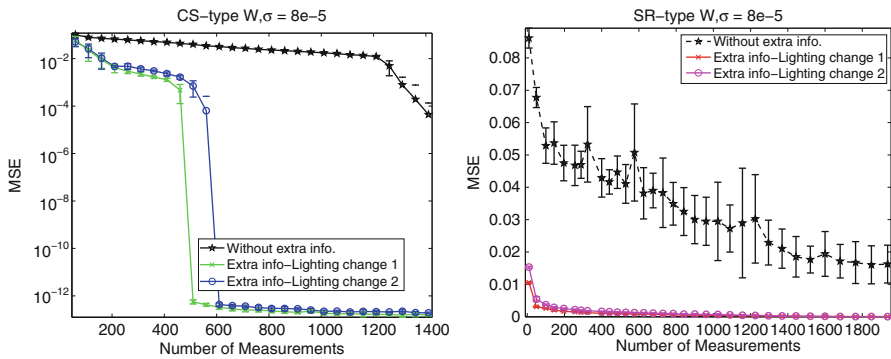 CS-type W,σ = 8e-5
MSE
10^-2
10^-4
10^-6
10^-8
10^-10
10^-12
Without extra info.
Extra info-Lighting change 1
Extra info-Lighting change 2
200 400 600 800 1000 1200 1400
Number of Measurements
SR-type W,σ = 8e-5
MSE
0.08
0.07
0.06
0.05
0.04
0.03
0.02
0.01
0
Without extra info.
Extra info-Lighting change 1
Extra info-Lighting change 2
0 200 400 600 800 1000 1200 1400 1600 1800
Number of Measurements